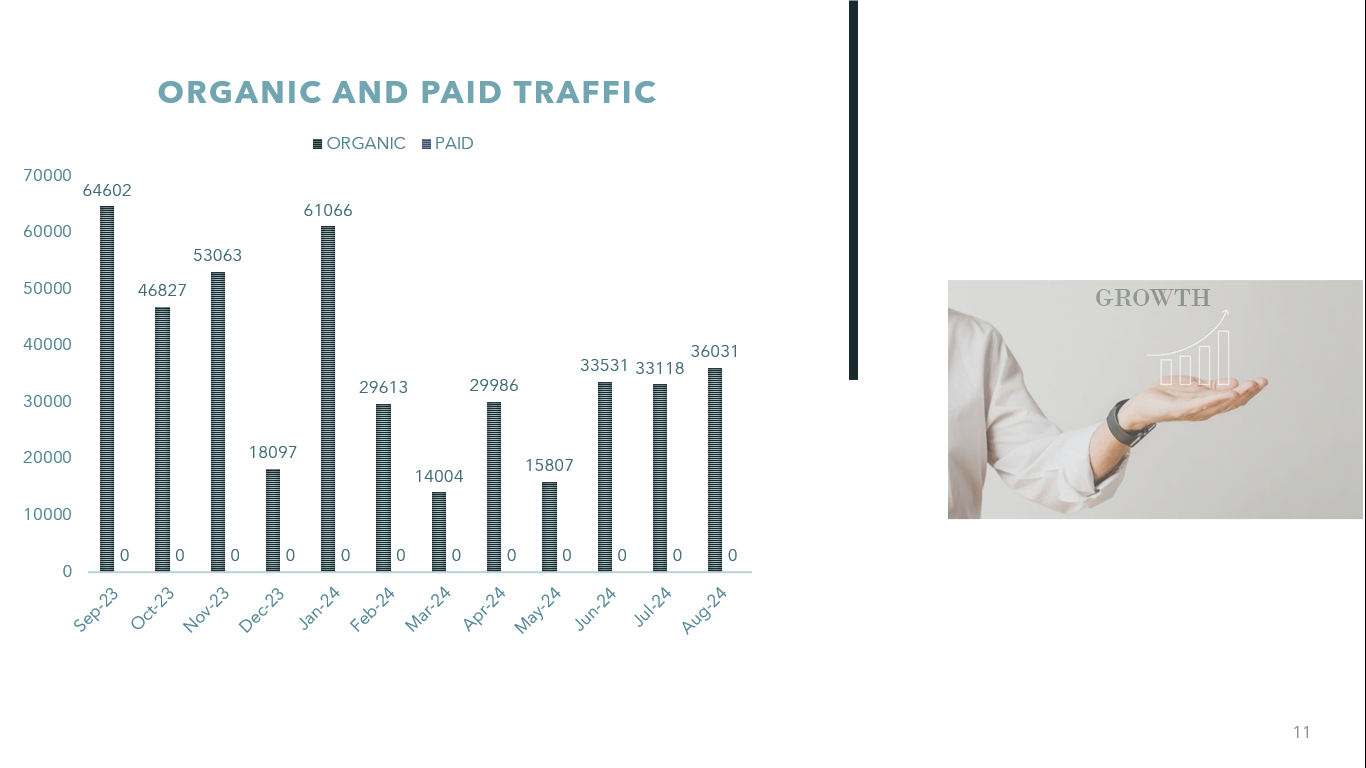 ORGANIC AND PAID TRAFFIC
ORGANIC PAID
70000
60000
50000
40000
30000
20000
10000
0
64602 46827 53063 18097 61066 29613 14004 29986 15807 33531 33118 36031
0 0 0 0 0 0 0 0 0 0 0 0
Sep-23 Oct-23 Nov-23 Dec-23 Jan-24 Feb-24 Mar-24 Apr-24 May-24 Jun-24 Jul-24 Aug-24
GROWTH
11